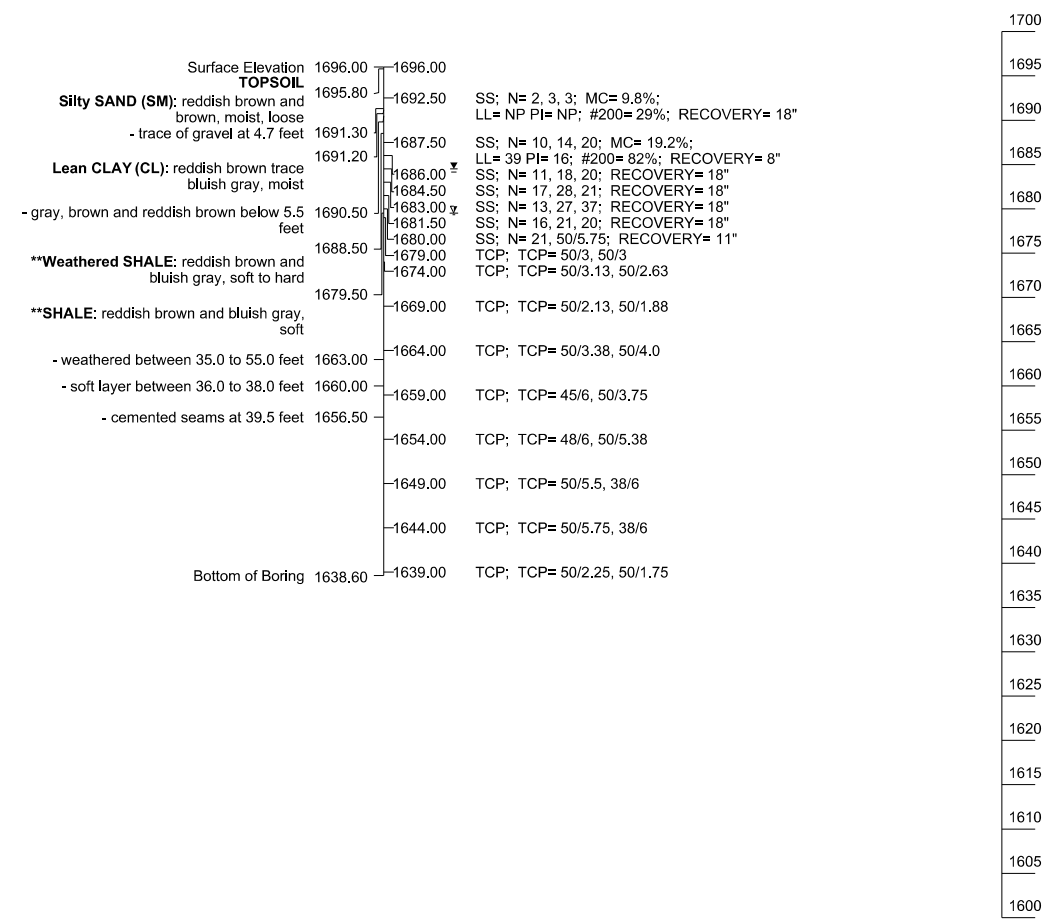 Surface Elevation 1696.00 1696.00
TOPSOIL
1695.80
Silty SAND (SM): reddish brown and
brown, moist, loose
- trace of gravel at 4.7 feet 1691.30
1691.20
Lean CLAY (CL): reddish brown trace
bluish gray, moist
- gray, brown and reddish brown below 5.5 1690.50
feet
1688.50
**Weathered SHALE: reddish brown and
bluish gray, soft to hard
1679.50
**SHALE: reddish brown and bluish gray,
soft
- weathered between 35.0 to 55.0 feet 1663.00
- soft layer between 36.0 to 38.0 feet 1660.00
- cemented seams at 39.5 feet 1656.50
Bottom of Boring 1638.60
1692.50 SS; N= 2, 3, 3; MC= 9.8%;
LL= NP PI= NP; #200= 29%; RECOVERY= 18"
1687.50 SS; N= 10, 14, 20; MC= 19.2%;
LL= 39 PI= 16; #200= 82%; RECOVERY= 8"
1686.00 SS; N= 11, 18, 20; RECOVERY= 18"
1684.50 SS; N= 17, 28, 21; RECOVERY= 18"
1683.00 SS; N= 13, 27, 37; RECOVERY= 18"
1681.50 SS; N= 16, 21, 20; RECOVERY= 18"
1680.00 SS; N= 21, 50/5.75; RECOVERY= 11"
1679.00 TCP; TCP= 50/3, 50/3
1674.00 TCP; TCP= 50/3.13, 50/2.63
1669.00 TCP; TCP= 50/2.13, 50/1.88
1664.00 TCP; TCP= 50/3.38, 50/4.0
1659.00 TCP; TCP= 45/6, 50/3.75
1654.00 TCP; TCP= 48/6, 50/5.38
1649.00 TCP; TCP= 50/5.5, 38/6
1644.00 TCP; TCP= 50/5.75, 38/6
1639.00 TCP; TCP= 50/2.25, 50/1.75
1700
1695
1690
1685
1680
1675
1670
1665
1660
1655
1650
1645
1640
1635
1630
1625
1620
1615
1610
1605
1600